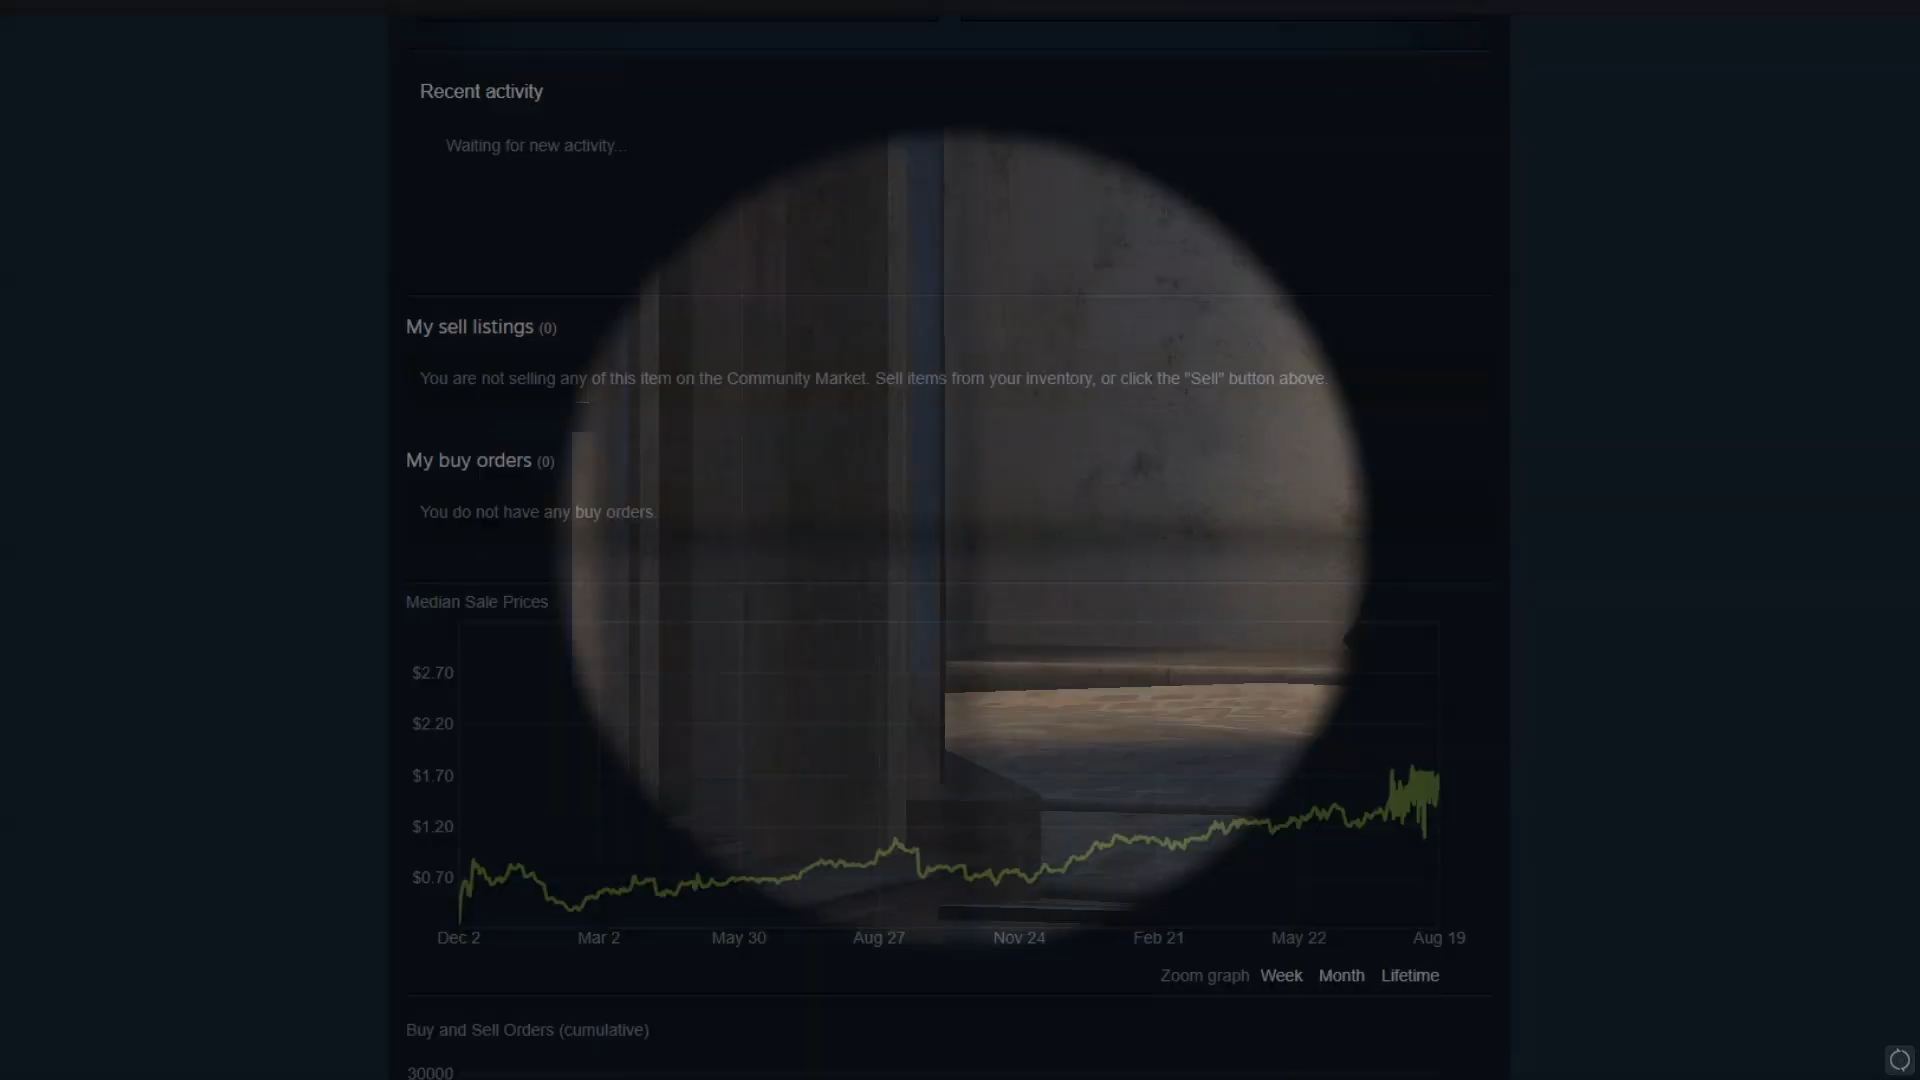 Recent activity
Waiting for new activity...
My sell listings (0)
You are not selling any of this item on the Community Market. Sell items from your inventory, or click the "Sell" button above.
My buy orders (0)
You do not have any buy orders.
Median Sale Prices
$2.70
$2.20
$1.70
$1.20
$0.70
Dec 2 Mar 2 May 30 Aug 27 Nov 24 Feb 21 May 22 Aug 19
Zoom graph Week Month Lifetime
Buy and Sell Orders (cumulative)
30000